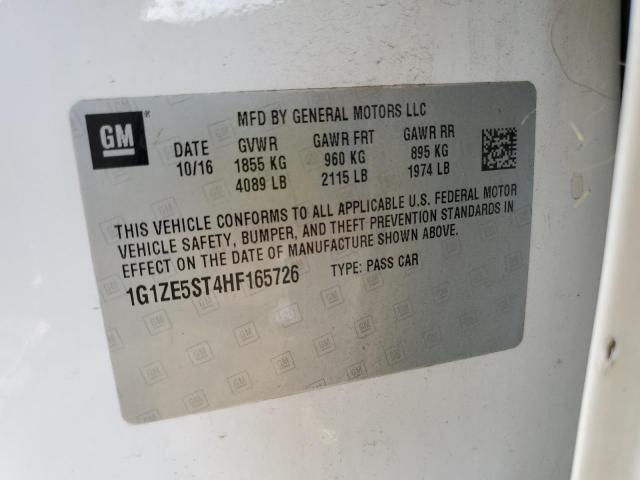 GM
MFD BY GENERAL MOTORS LLC
DATE GVWR GAWR FRT GAWR RR
10/16 1855 KG 960 KG 895 KG
4089 LB 2115 LB 1974 LB
THIS VEHICLE CONFORMS TO ALL APPLICABLE U.S. FEDERAL MOTOR
VEHICLE SAFETY, BUMPER, AND THEFT PREVENTION STANDARDS IN
EFFECT ON THE DATE OF MANUFACTURE SHOWN ABOVE.
1G1ZE5ST4HF165726 TYPE: PASS CAR